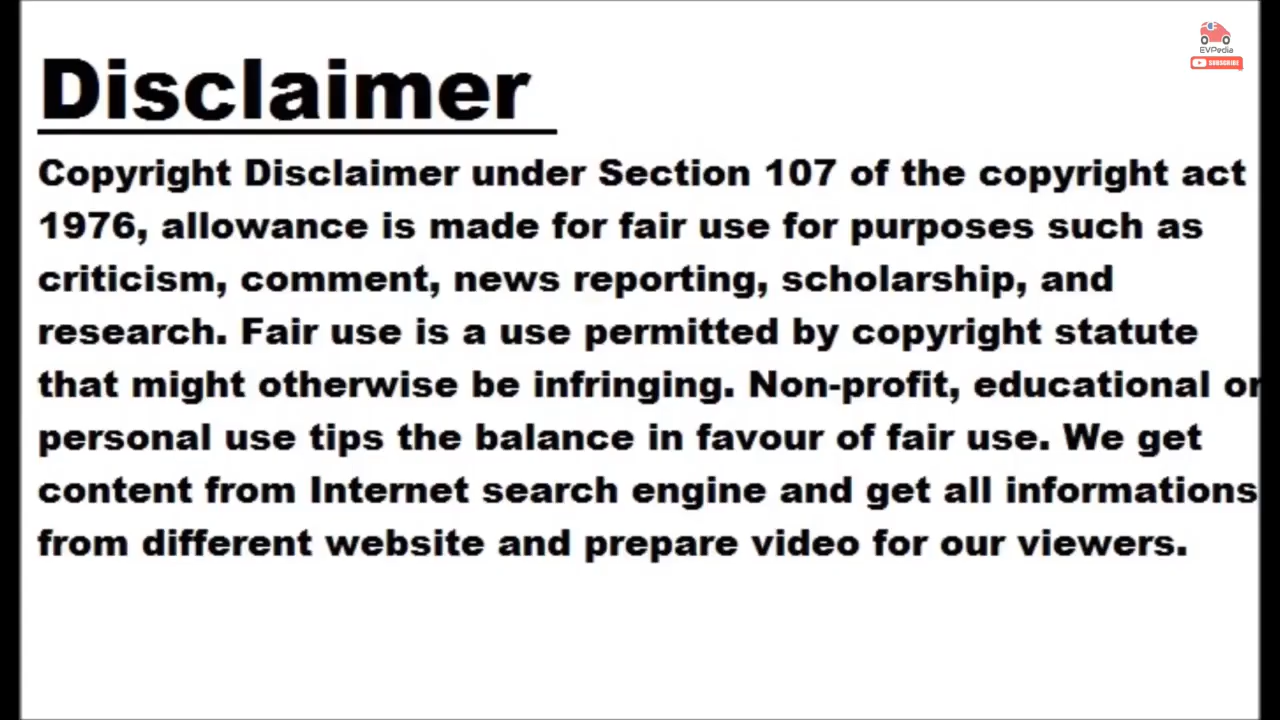 EVPedia
SUBSCRIBE
Disclaimer
Copyright Disclaimer under Section 107 of the copyright act
1976, allowance is made for fair use for purposes such as
criticism, comment, news reporting, scholarship, and
research. Fair use is a use permitted by copyright statute
that might otherwise be infringing. Non-profit, educational or
personal use tips the balance in favour of fair use. We get
content from Internet search engine and get all informations
from different website and prepare video for our viewers.